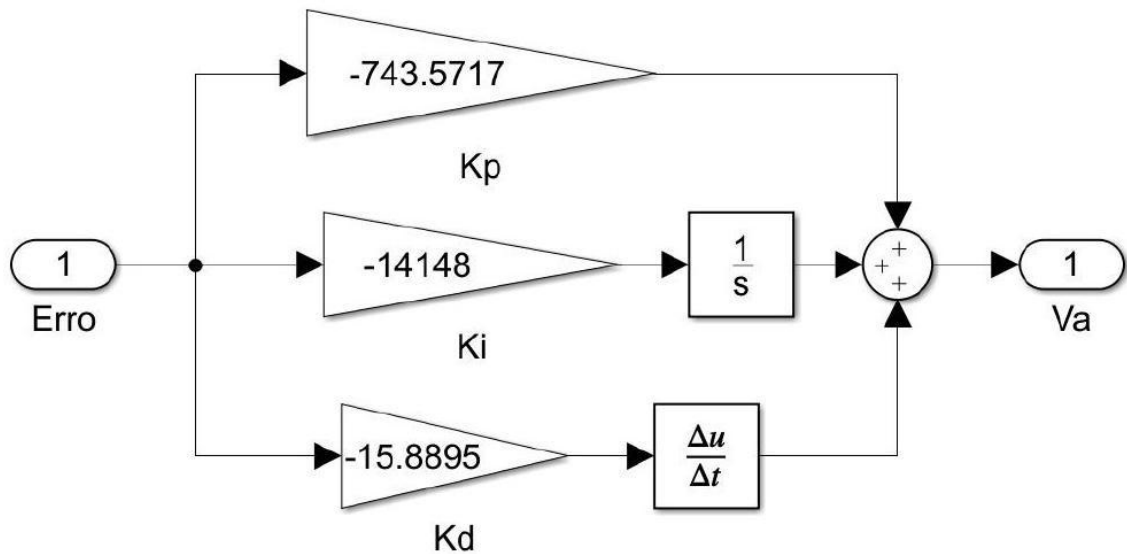 -743.5717
Kp
1
Erro
-14148
Ki
1
s
+
+
+
1
Va
-15.8895
Kd
Δu
Δt